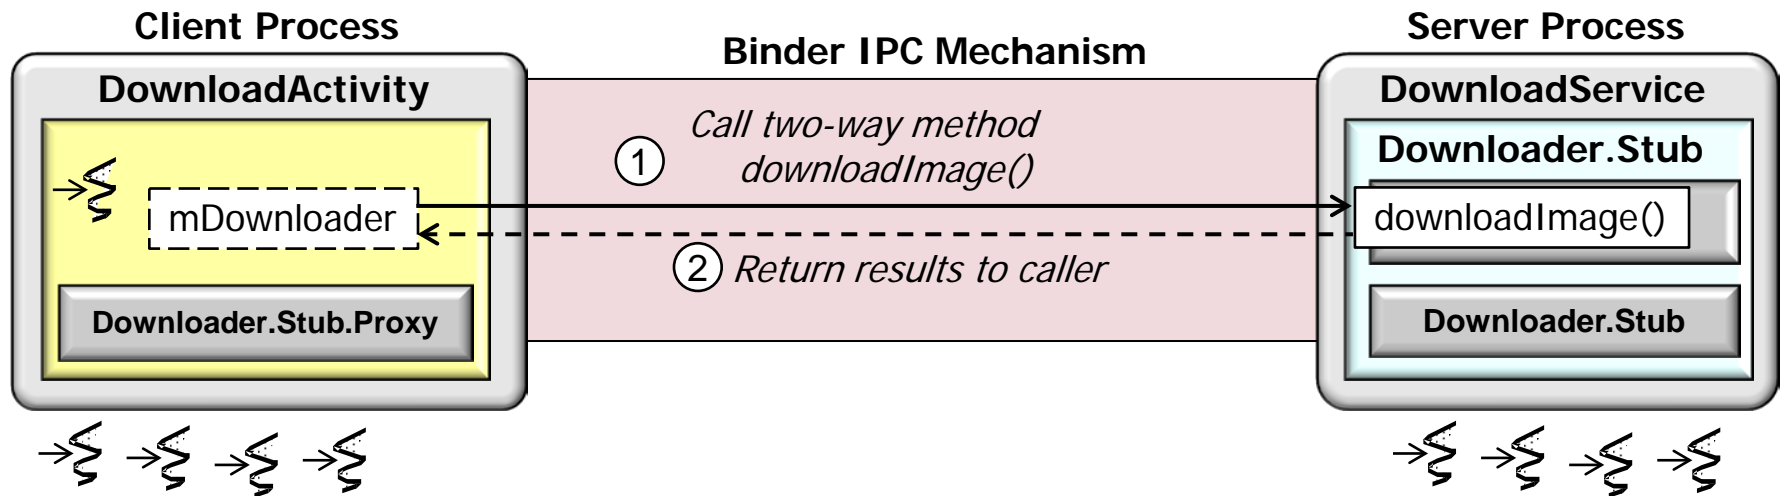 Client Process
DownloadActivity
mDownloader
Downloader.Stub.Proxy
Binder IPC Mechanism
1
Call two-way method
downloadImage()
2
Return results to caller
Server Process
DownloadService
Downloader.Stub
downloadImage()
Downloader.Stub